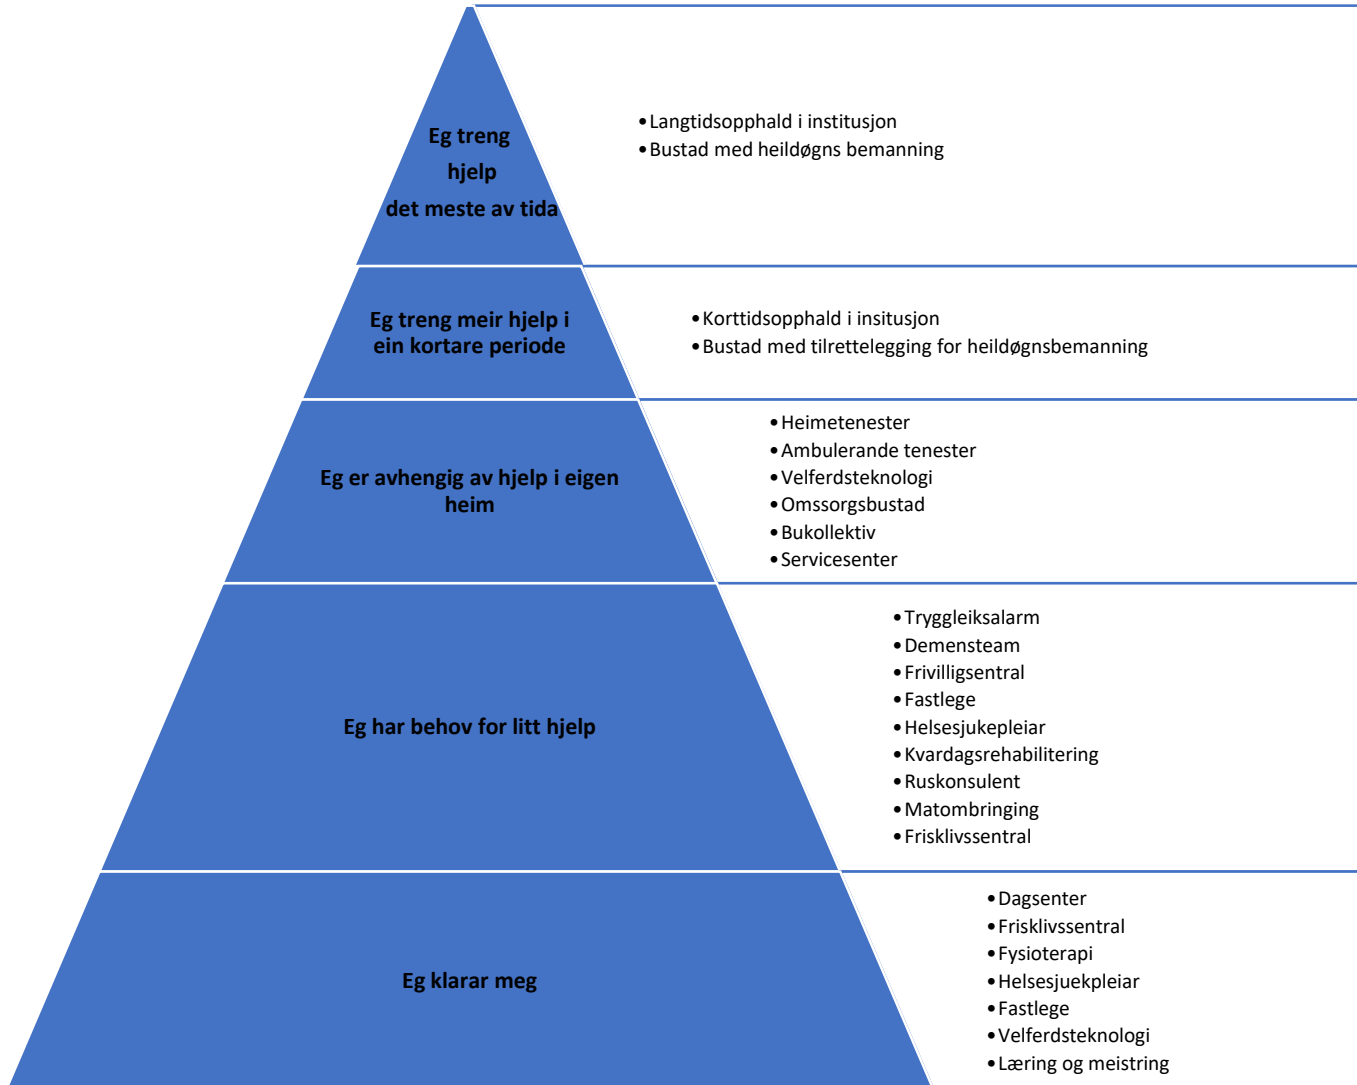 Eg treng
hjelp
det meste av tida
•Langtidsopphald i institusjon
•Bustad med heildøgns bemanning
Eg treng meir hjelp i
ein kortare periode
•Korttidsopphald i insitusjon
•Bustad med tilrettelegging for heildøgnsbemanning
Eg er avhengig av hjelp i eigen
heim
•Heimetenester
•Ambulerande tenester
•Velferdsteknologi
•Omssorgsbustad
•Bukollektiv
•Servicesenter
Eg har behov for litt hjelp
•Tryggleiksalarm
•Demensteam
•Frivilligsentral
•Fastlege
•Helsesjukepleiar
•Kvardagsrehabilitering
•Ruskonsulent
•Matombringing
•Frisklivssentral
Eg klarar meg
•Dagsenter
•Frisklivssentral
•Fysioterapi
•Helsesjuekpleiar
•Fastlege
•Velferdsteknologi
•Læring og meistring